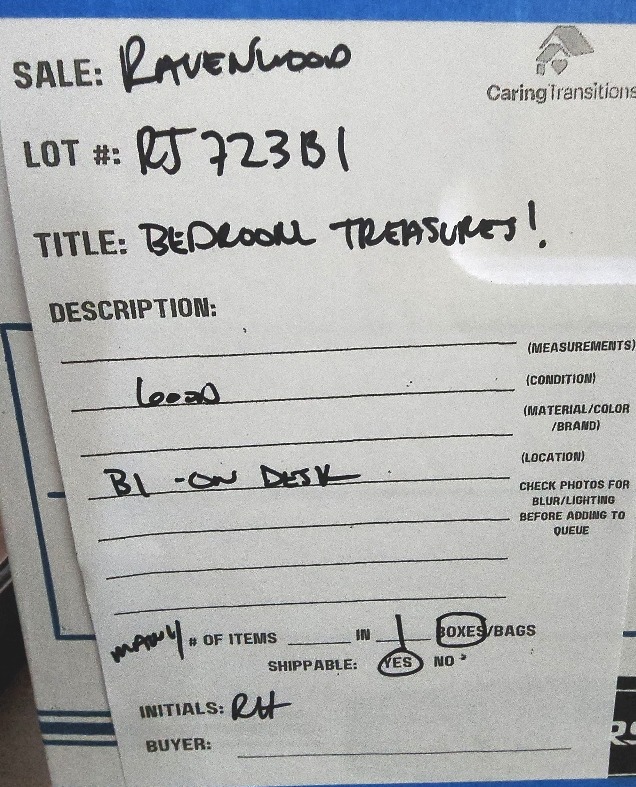 SALE: RAVENWOOD
CaringTransitions
LOT #: RJ723B1
TITLE: BEDROOM TREASURES!
DESCRIPTION:
(MEASUREMENTS)
GOOD (CONDITION)
(MATERIAL/COLOR
/BRAND)
B1 - ON DESK (LOCATION)
CHECK PHOTOS FOR
BLUR/LIGHTING
BEFORE ADDING TO
QUEUE
MANY # OF ITEMS IN 1 BOXES/BAGS
SHIPPABLE: YES NO
INITIALS: RH
BUYER: